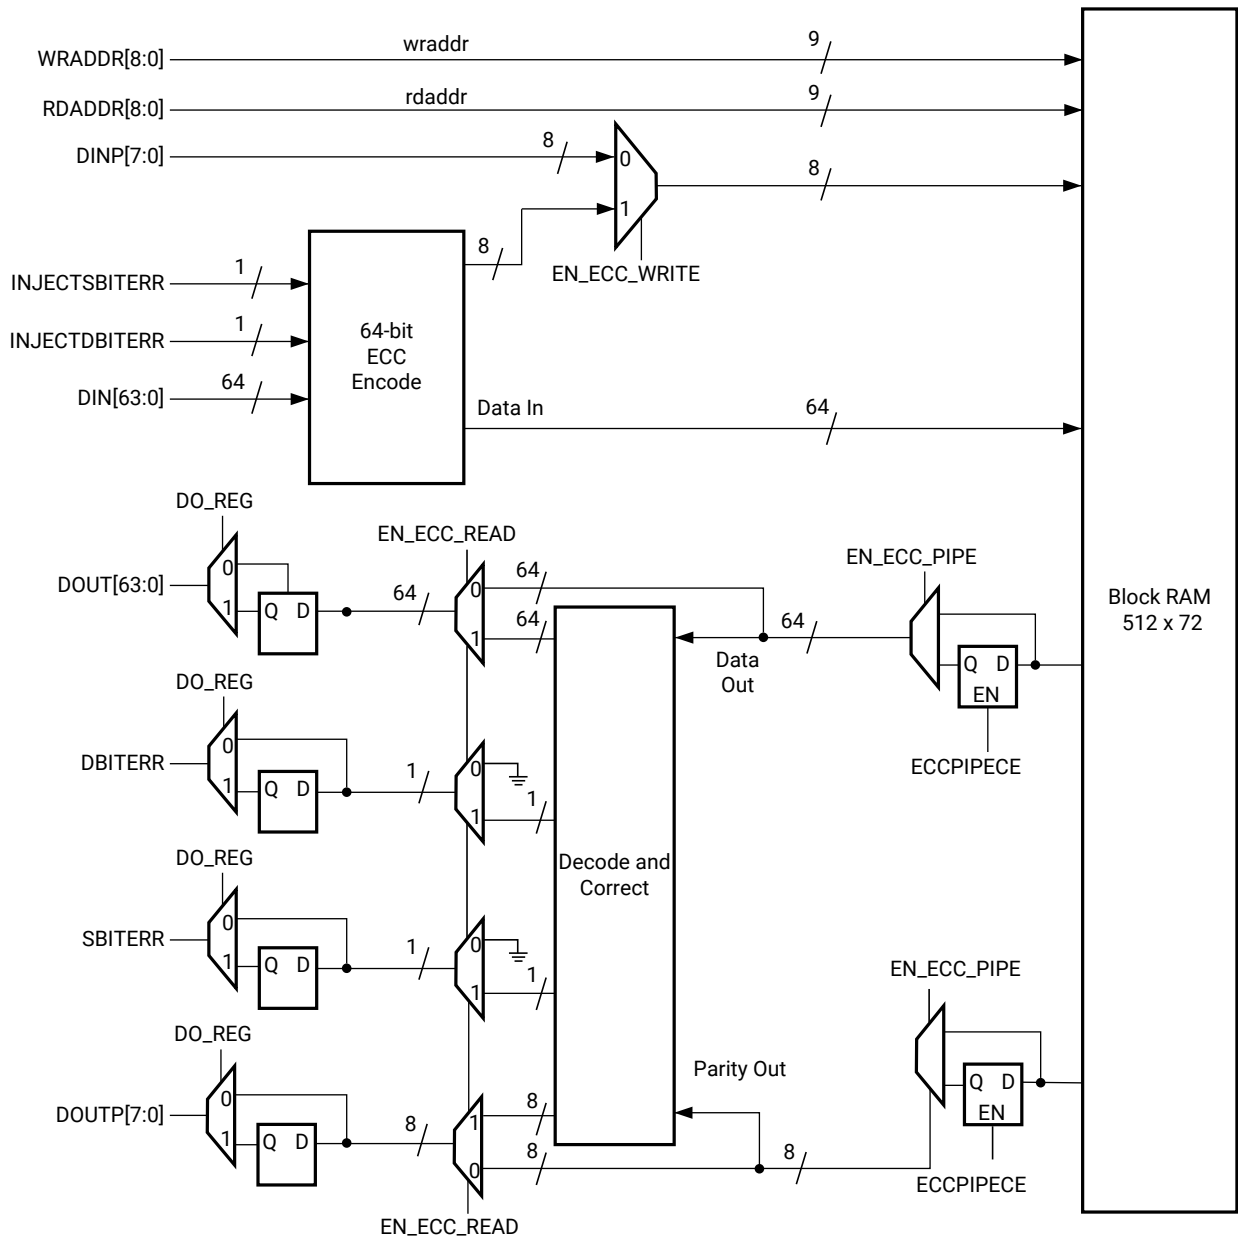 WRADDR[8:0]
wraddr
9
RDADDR[8:0]
rdaddr
9
DINP[7:0]
8
0
1
8
EN_ECC_WRITE
INJECTSBITERR
1
INJECTDBITERR
1
DIN[63:0]
64
64-bit
ECC
Encode
8
Data In
64
Block RAM
512 x 72
DO_REG
DOUT[63:0]
0
1
Q D
64
EN_ECC_READ
0
1
64
64
Data
Out
64
EN_ECC_PIPE
Q D
EN
ECCPIPECE
DO_REG
DBITERR
0
1
Q D
1
0
1
1
Decode and
Correct
DO_REG
SBITERR
0
1
Q D
1
0
1
1
DO_REG
DOUTP[7:0]
0
1
Q D
8
1
0
8
8
EN_ECC_READ
Parity Out
8
EN_ECC_PIPE
Q D
EN
ECCPIPECE